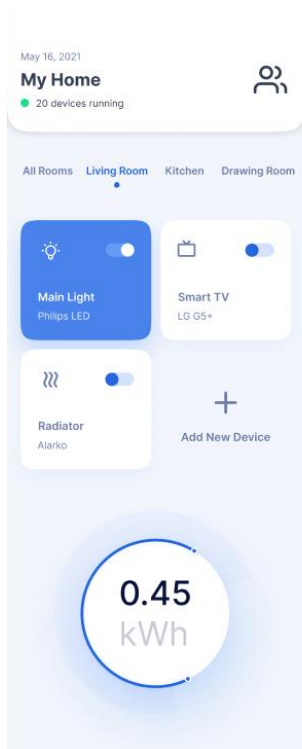 May 16, 2021
My Home
20 devices running
All Rooms Living Room Kitchen Drawing Room
Main Light
Philips LED
Smart TV
LG G5+
Radiator
Alarko
Add New Device
0.45
kWh